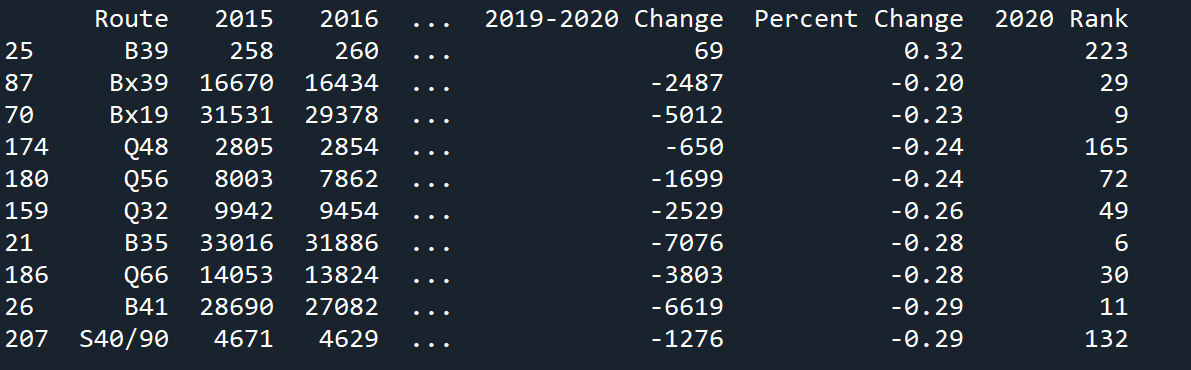 Route 2015 2016 ... 2019-2020 Change Percent Change 2020 Rank
25 B39 258 260 ... 69 0.32 223
87 Bx39 16670 16434 ... -2487 -0.20 29
70 Bx19 31531 29378 ... -5012 -0.23 9
174 Q48 2805 2854 ... -650 -0.24 165
180 Q56 8003 7862 ... -1699 -0.24 72
159 Q32 9942 9454 ... -2529 -0.26 49
21 B35 33016 31886 ... -7076 -0.28 6
186 Q66 14053 13824 ... -3803 -0.28 30
26 B41 28690 27082 ... -6619 -0.29 11
207 S40/90 4671 4629 ... -1276 -0.29 132